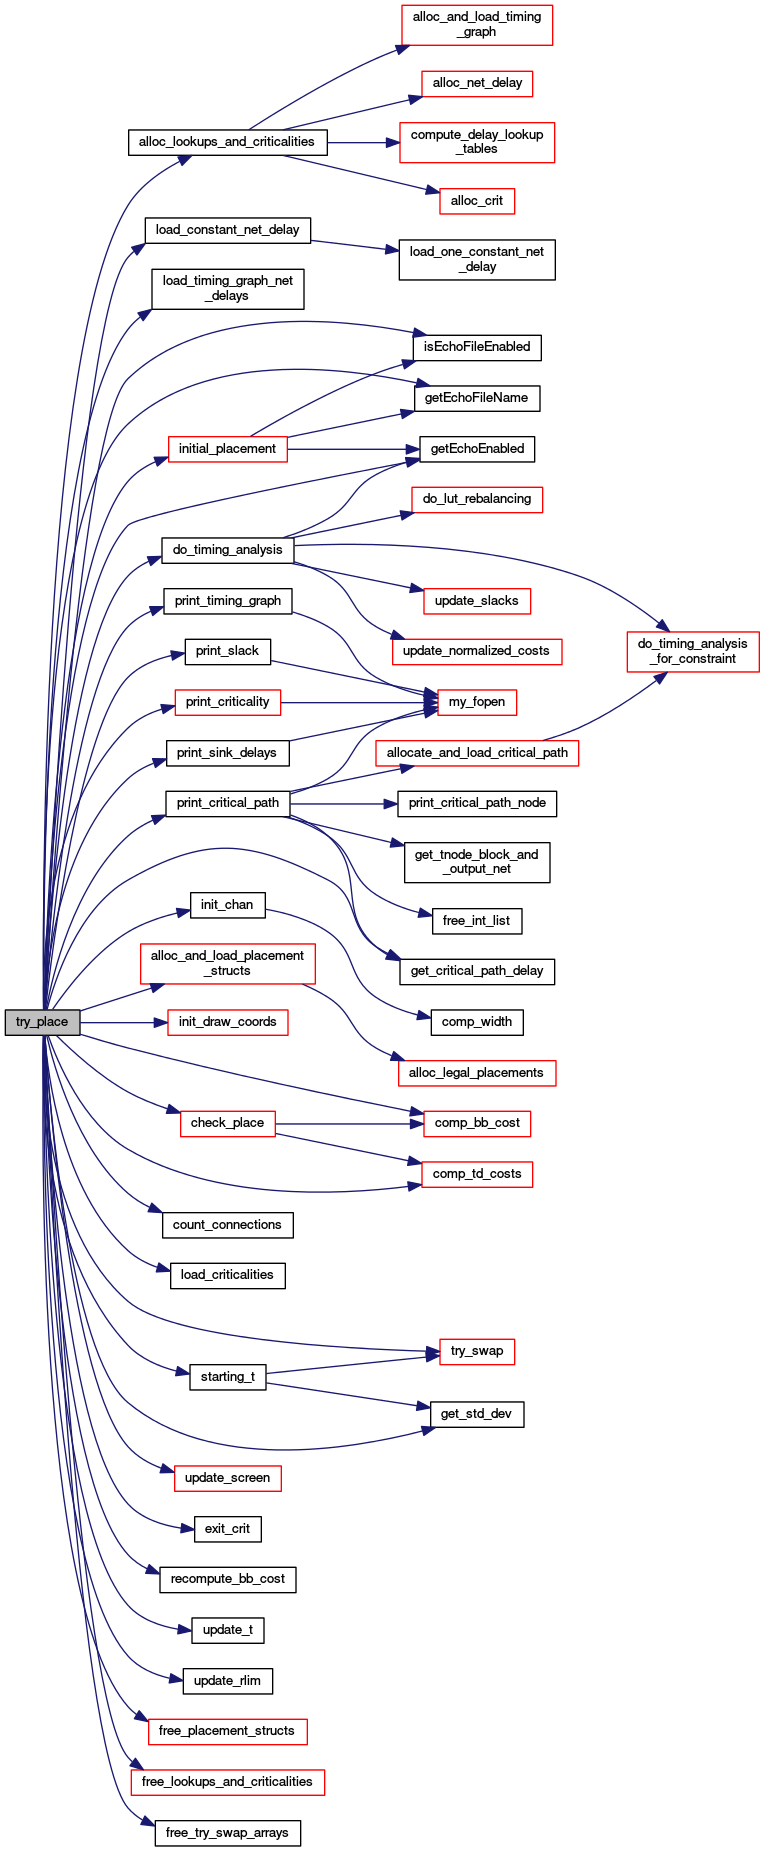 alloc_and_load_timing
_graph
alloc_net_delay
alloc_lookups_and_criticalities
compute_delay_lookup
_tables
alloc_crit
load_constant_net_delay
load_one_constant_net
_delay
load_timing_graph_net
_delays
isEchoFileEnabled
getEchoFileName
initial_placement
getEchoEnabled
do_lut_rebalancing
do_timing_analysis
print_timing_graph
update_slacks
print_slack
update_normalized_costs
do_timing_analysis
_for_constraint
print_criticality
my_fopen
print_sink_delays
allocate_and_load_critical_path
print_critical_path
print_critical_path_node
get_tnode_block_and
_output_net
init_chan
free_int_list
alloc_and_load_placement
_structs
get_critical_path_delay
try_place
init_draw_coords
comp_width
alloc_legal_placements
check_place
comp_bb_cost
comp_td_costs
count_connections
load_criticalities
try_swap
starting_t
get_std_dev
update_screen
exit_crit
recompute_bb_cost
update_t
update_rlim
free_placement_structs
free_lookups_and_criticalities
free_try_swap_arrays